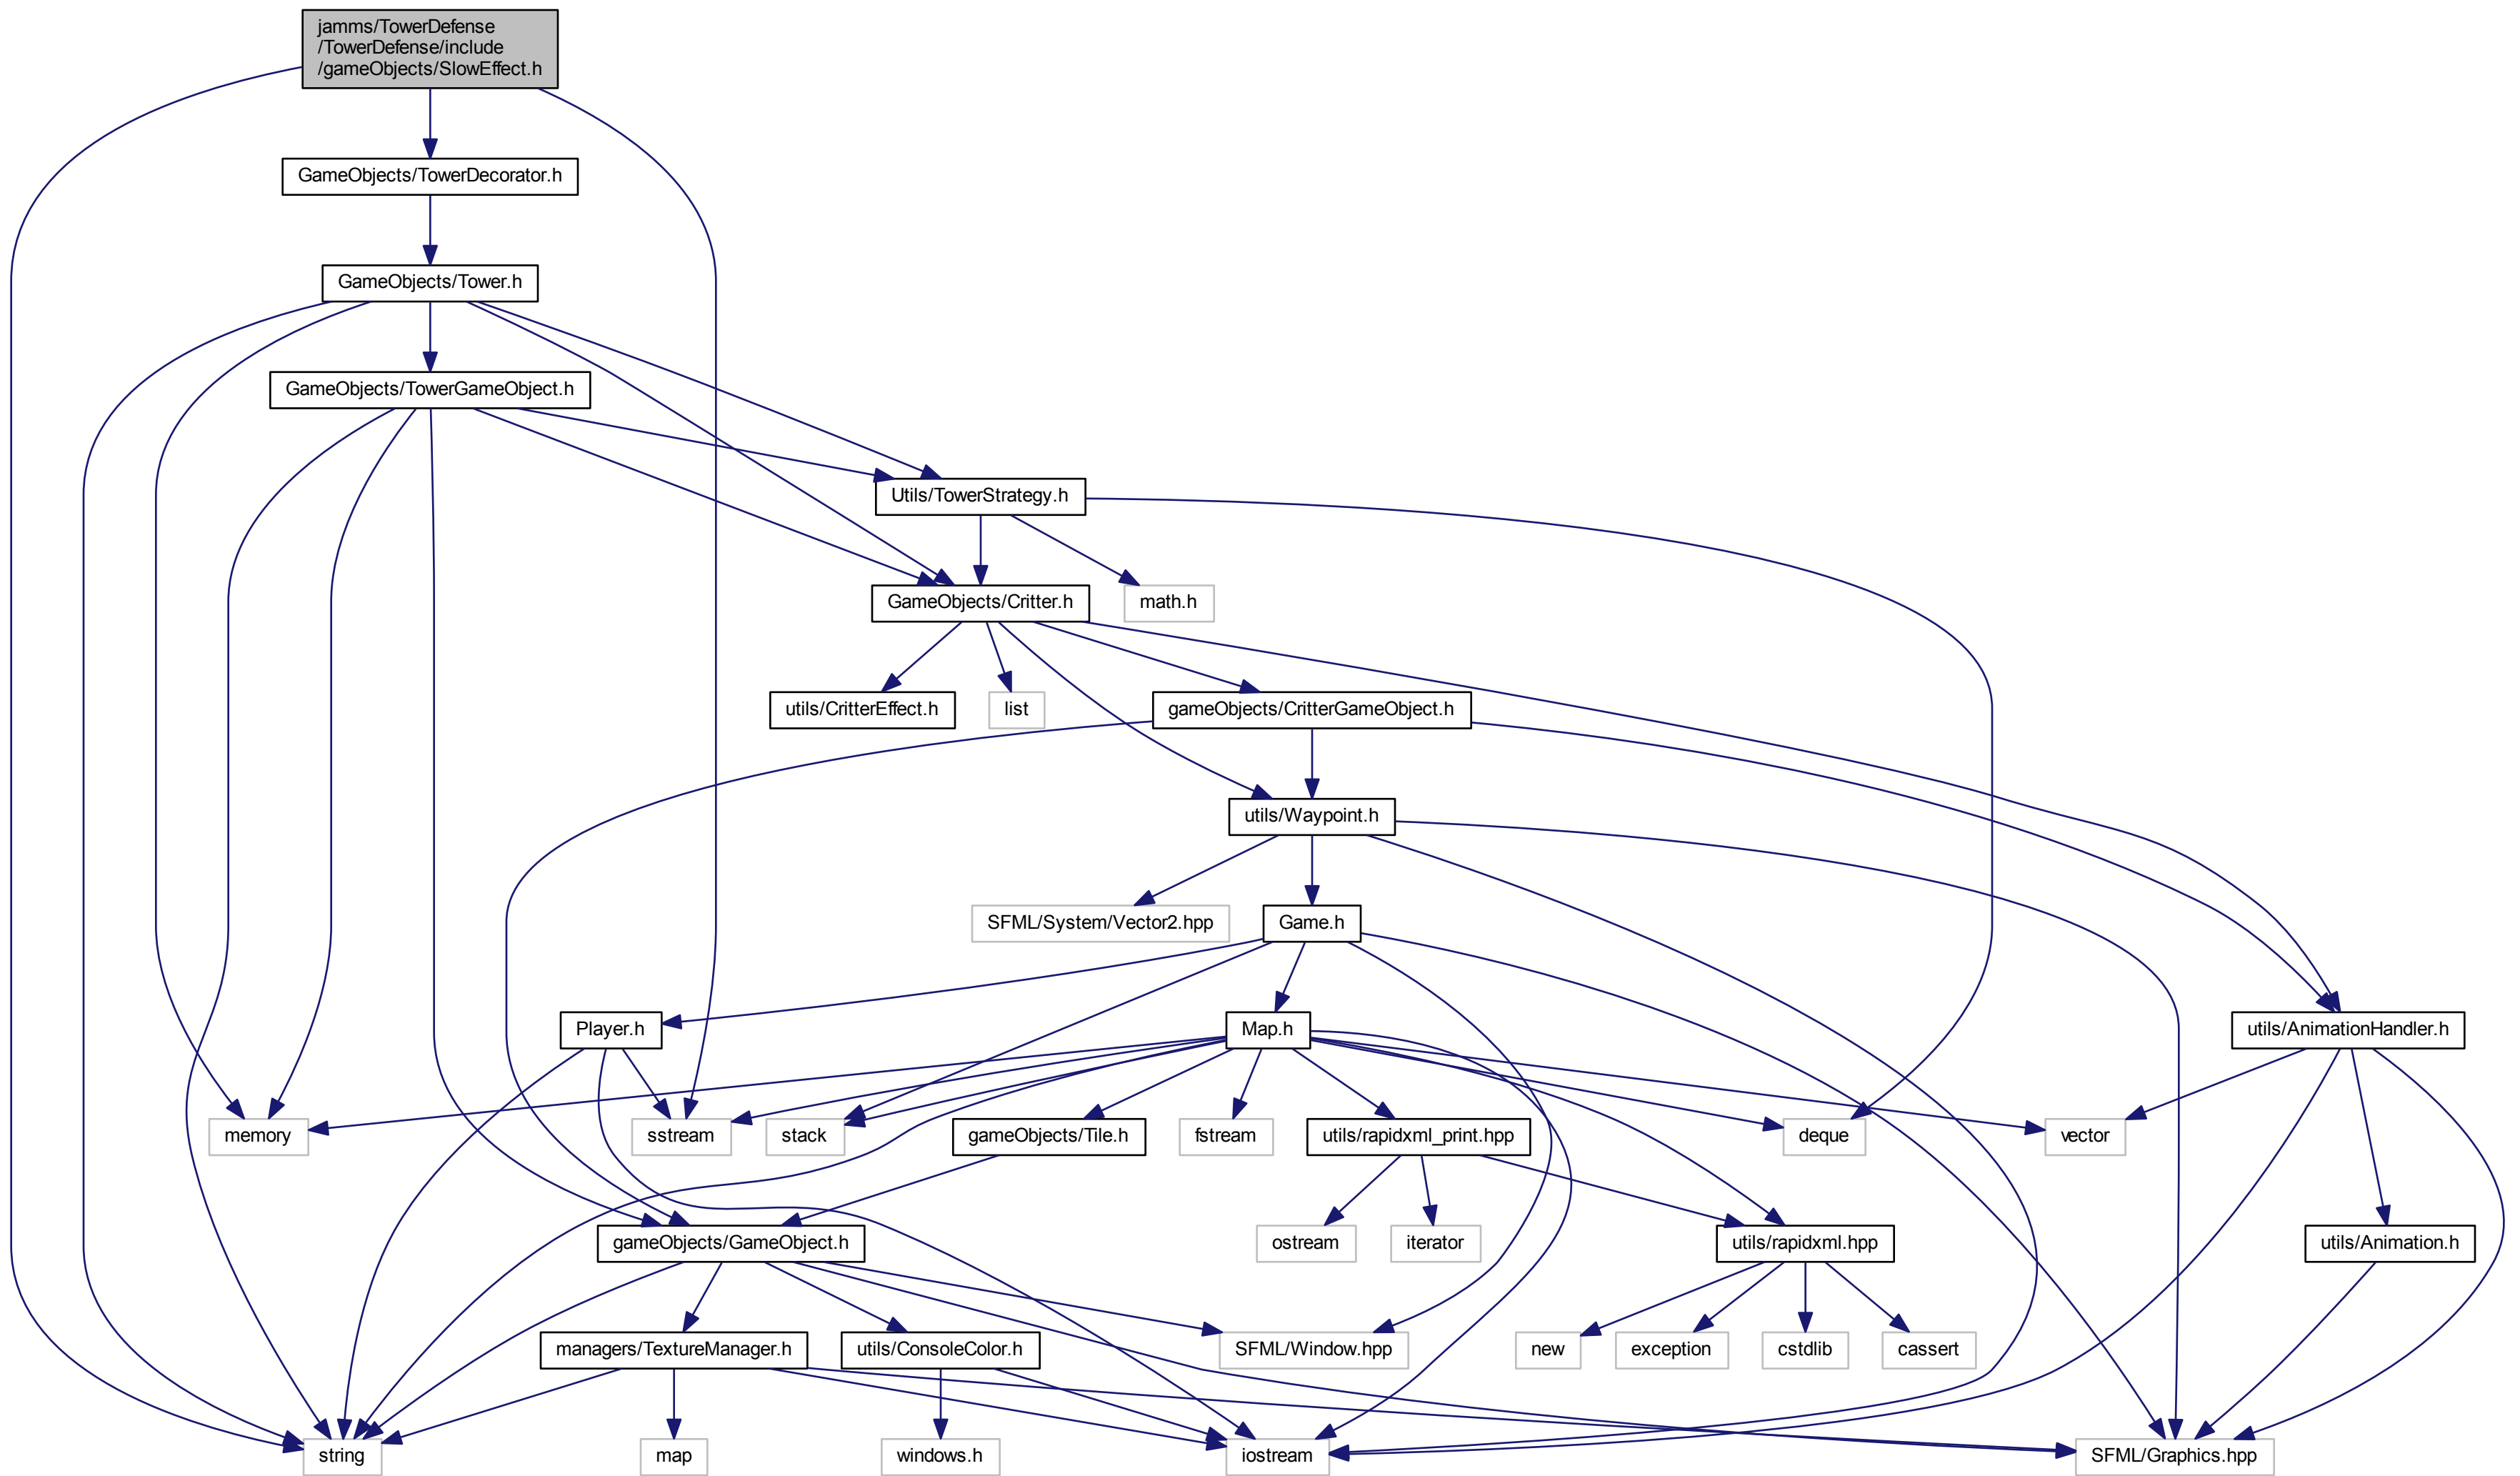 jamms/TowerDefense
/TowerDefense/include
/gameObjects/SlowEffect.h
GameObjects/TowerDecorator.h
GameObjects/Tower.h
GameObjects/TowerGameObject.h
Utils/TowerStrategy.h
GameObjects/Critter.h
math.h
utils/CritterEffect.h
list
gameObjects/CritterGameObject.h
utils/Waypoint.h
SFML/System/Vector2.hpp
Game.h
Player.h
Map.h
utils/AnimationHandler.h
memory
sstream
stack
gameObjects/Tile.h
fstream
utils/rapidxml_print.hpp
deque
vector
gameObjects/GameObject.h
ostream
iterator
utils/rapidxml.hpp
utils/Animation.h
managers/TextureManager.h
utils/ConsoleColor.h
SFML/Window.hpp
new
exception
cstdlib
cassert
string
map
windows.h
iostream
SFML/Graphics.hpp